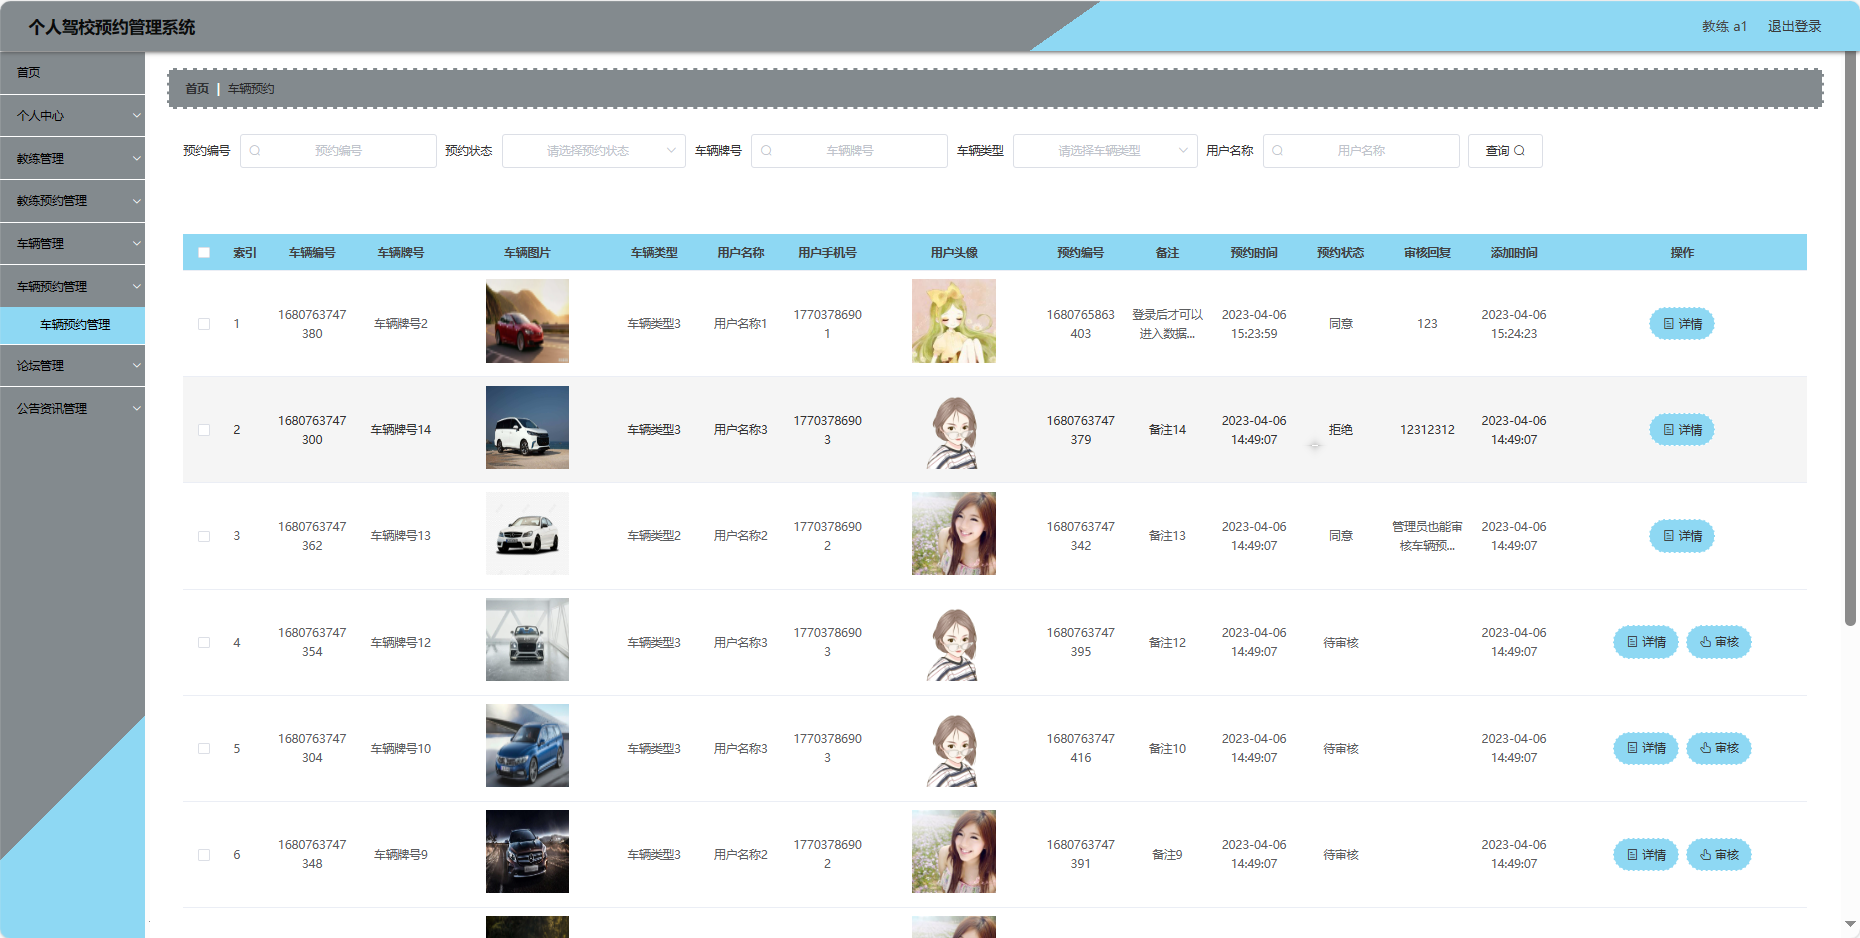 个人驾校预约管理系统
教练 a1 退出登录
首页
个人中心
教练管理
教练预约管理
车辆管理
车辆预约管理
车辆预约管理
论坛管理
公告资讯管理
首页 | 车辆预约
预约编号 预约编号 预约状态 请选择预约状态 车辆牌号 车辆牌号 车辆类型 请选择车辆类型 用户名称 用户名称 查询
索引 车辆编号 车辆牌号 车辆图片 车辆类型 用户名称 用户手机号 用户头像 预约编号 备注 预约时间 预约状态 审核回复 添加时间 操作
1 1680763747380 车辆牌号2 车辆类型3 用户名称1 17703786901 1680765863403 登录后才可以进入数据... 2023-04-06 15:23:59 同意 123 2023-04-06 15:24:23 详情
2 1680763747300 车辆牌号14 车辆类型3 用户名称3 17703786903 1680763747379 备注14 2023-04-06 14:49:07 拒绝 12312312 2023-04-06 14:49:07 详情
3 1680763747362 车辆牌号13 车辆类型2 用户名称2 17703786902 1680763747342 备注13 2023-04-06 14:49:07 同意 管理员也能审核车辆预... 2023-04-06 14:49:07 详情
4 1680763747354 车辆牌号12 车辆类型3 用户名称3 17703786903 1680763747395 备注12 2023-04-06 14:49:07 待审核 2023-04-06 14:49:07 详情 审核
5 1680763747304 车辆牌号10 车辆类型3 用户名称3 17703786903 1680763747416 备注10 2023-04-06 14:49:07 待审核 2023-04-06 14:49:07 详情 审核
6 1680763747348 车辆牌号9 车辆类型3 用户名称2 17703786902 1680763747391 备注9 2023-04-06 14:49:07 待审核 2023-04-06 14:49:07 详情 审核